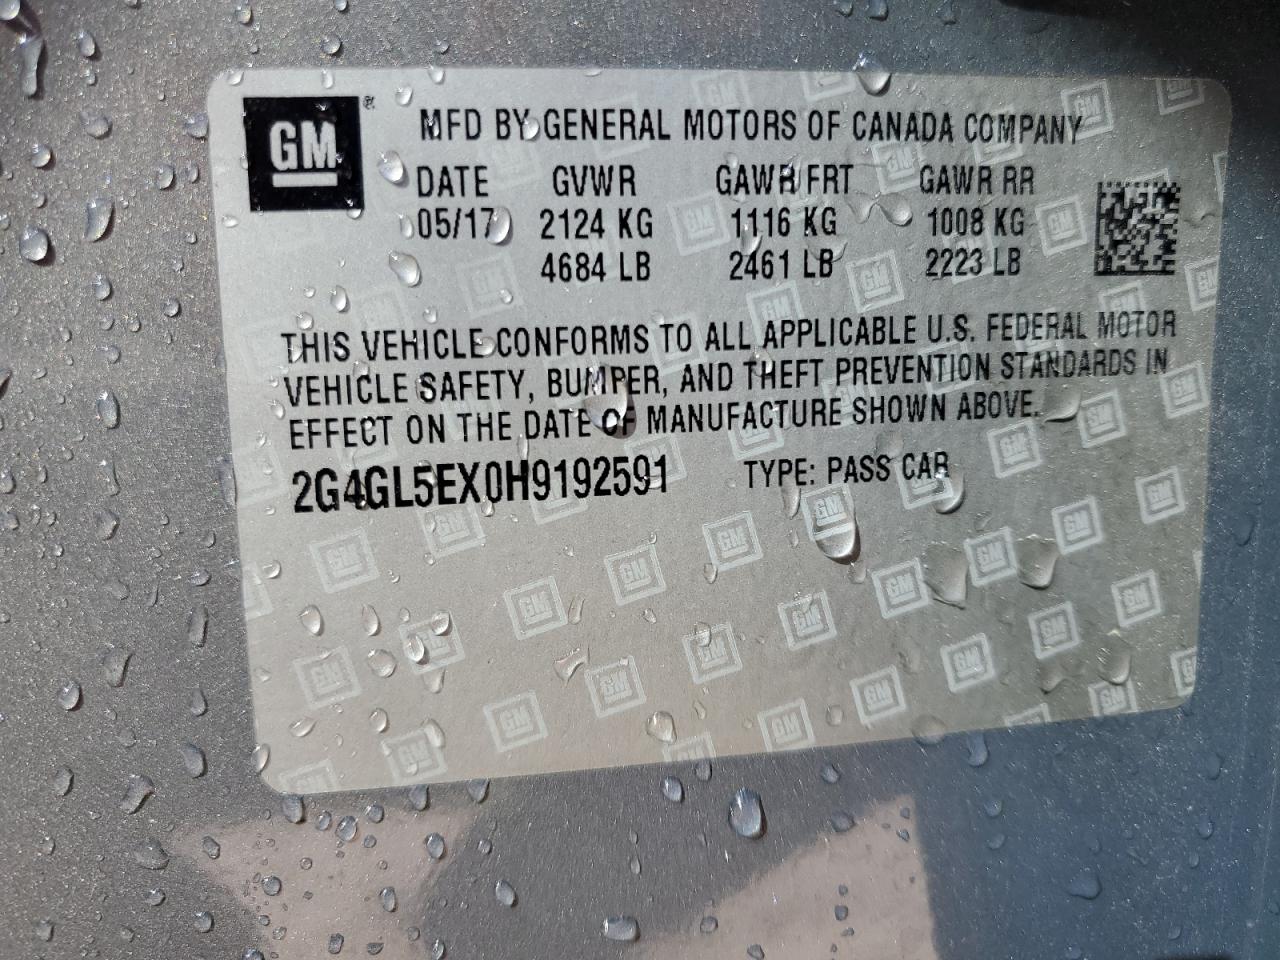 GM®
MFD BY GENERAL MOTORS OF CANADA COMPANY
DATE GVWR GAWR FRT GAWR RR
05/17 2124 KG 1116 KG 1008 KG
4684 LB 2461 LB 2223 LB
THIS VEHICLE CONFORMS TO ALL APPLICABLE U.S. FEDERAL MOTOR
VEHICLE SAFETY, BUMPER, AND THEFT PREVENTION STANDARDS IN
EFFECT ON THE DATE OF MANUFACTURE SHOWN ABOVE.
2G4GL5EX0H9192591 TYPE: PASS CAR